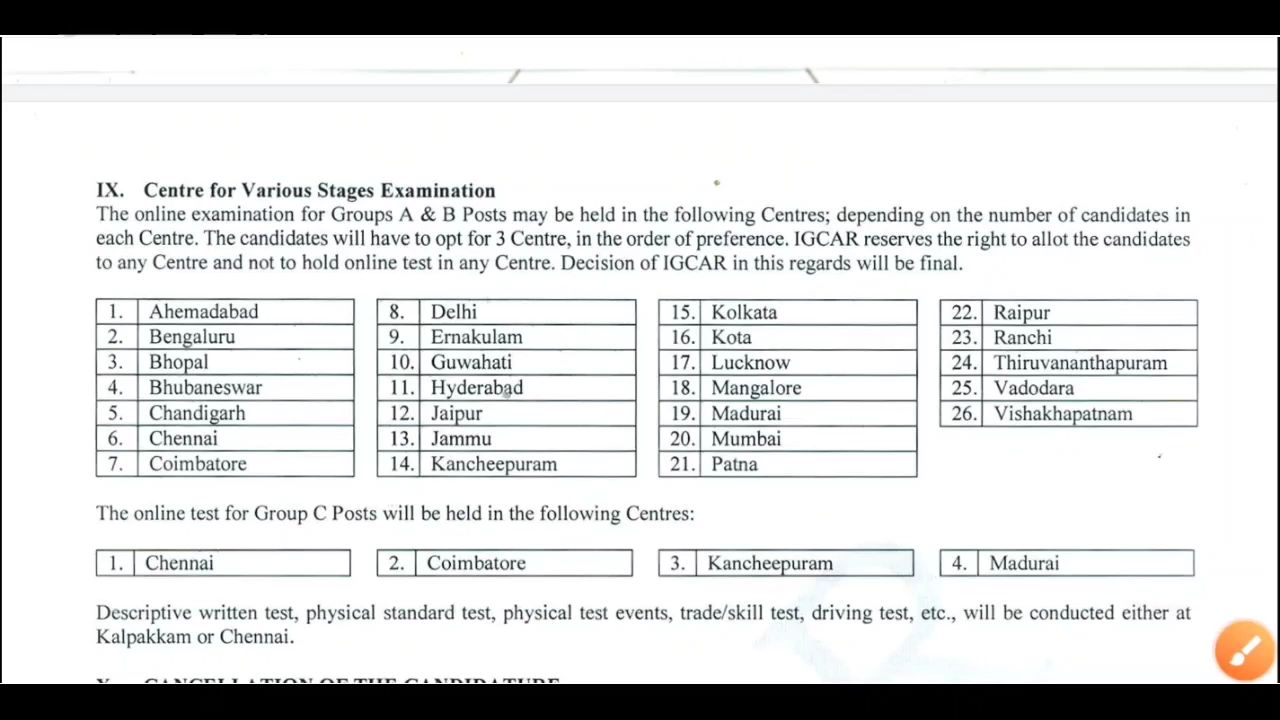 IX. Centre for Various Stages Examination
The online examination for Groups A & B Posts may be held in the following Centres; depending on the number of candidates in
each Centre. The candidates will have to opt for 3 Centre, in the order of preference. IGCAR reserves the right to allot the candidates
to any Centre and not to hold online test in any Centre. Decision of IGCAR in this regards will be final.
1. Ahemadabad 8. Delhi 15. Kolkata 22. Raipur
2. Bengaluru 9. Ernakulam 16. Kota 23. Ranchi
3. Bhopal 10. Guwahati 17. Lucknow 24. Thiruvananthapuram
4. Bhubaneswar 11. Hyderabad 18. Mangalore 25. Vadodara
5. Chandigarh 12. Jaipur 19. Madurai 26. Vishakhapatnam
6. Chennai 13. Jammu 20. Mumbai
7. Coimbatore 14. Kancheepuram 21. Patna
The online test for Group C Posts will be held in the following Centres:
1. Chennai 2. Coimbatore 3. Kancheepuram 4. Madurai
Descriptive written test, physical standard test, physical test events, trade/skill test, driving test, etc., will be conducted either at
Kalpakkam or Chennai.
X. CANCELLATION OF THE CANDIDATURE